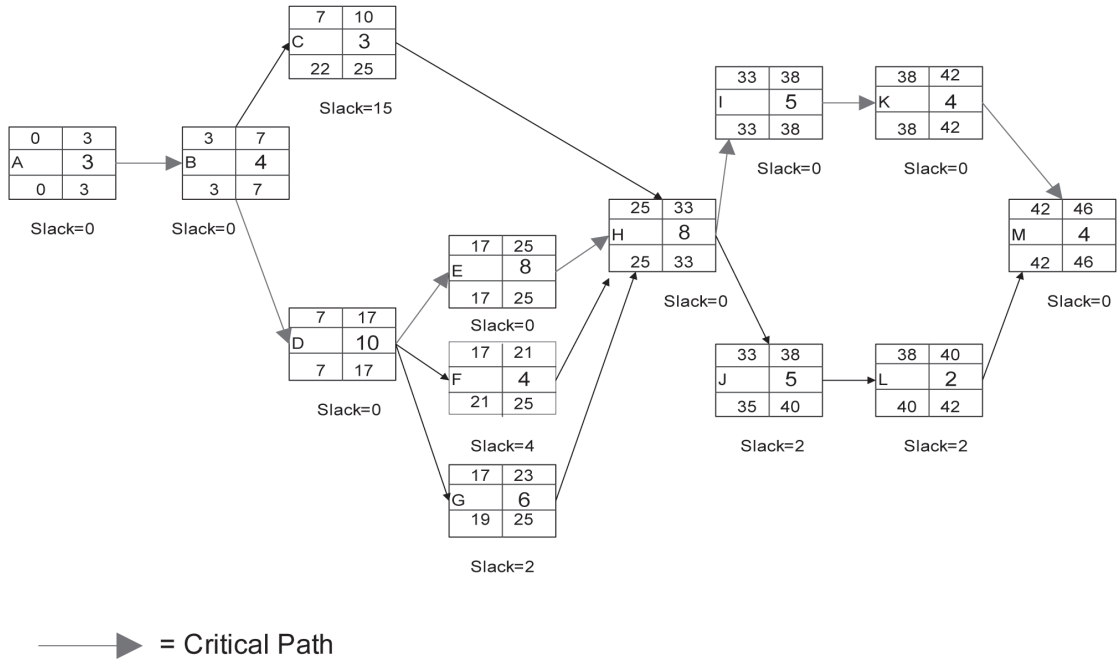 7 10
C 3
22 25
Slack=15
0 3
A 3
0 3
Slack=0
3 7
B 4
3 7
Slack=0
7 17
D 10
7 17
Slack=0
17 25
E 8
17 25
Slack=0
17 21
F 4
21 25
Slack=4
17 23
G 6
19 25
Slack=2
25 33
H 8
25 33
Slack=0
33 38
I 5
33 38
Slack=0
38 42
K 4
38 42
Slack=0
33 38
J 5
35 40
Slack=2
38 40
L 2
40 42
Slack=2
42 46
M 4
42 46
Slack=0
= Critical Path